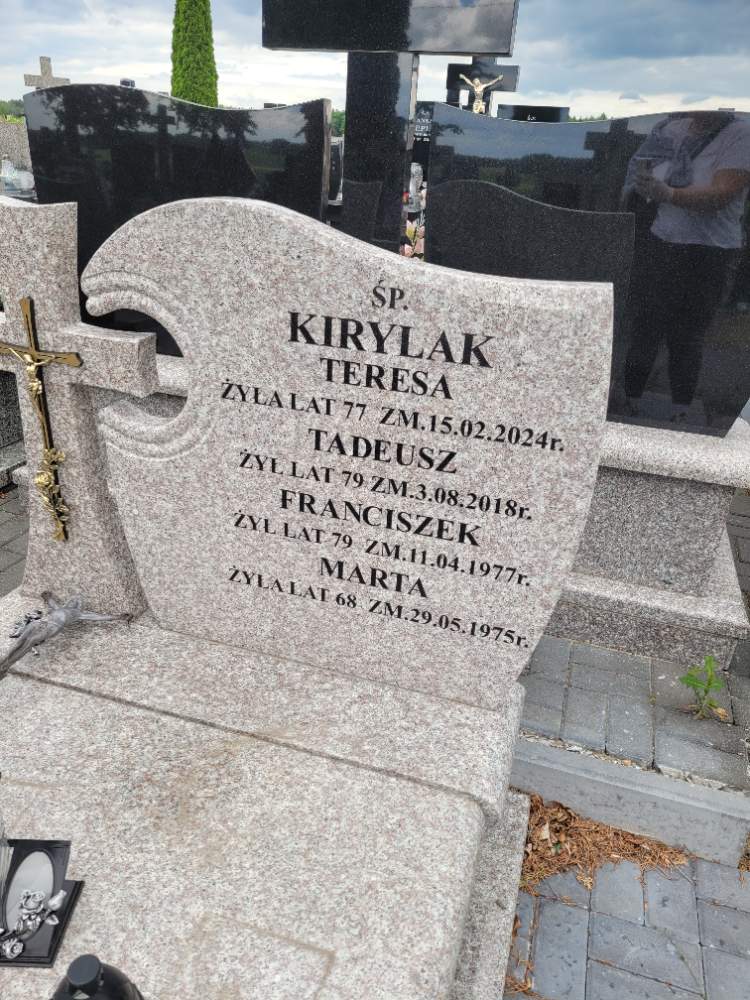 ŚP.
KIRYLAK
TERESA
ŻYŁA LAT 77 ZM.15.02.2024r.
TADEUSZ
ŻYŁ LAT 79 ZM.3.08.2018r.
FRANCISZEK
ŻYŁ LAT 79 ZM.11.04.1977r.
MARTA
ŻYŁA LAT 68 ZM.29.05.1975r.